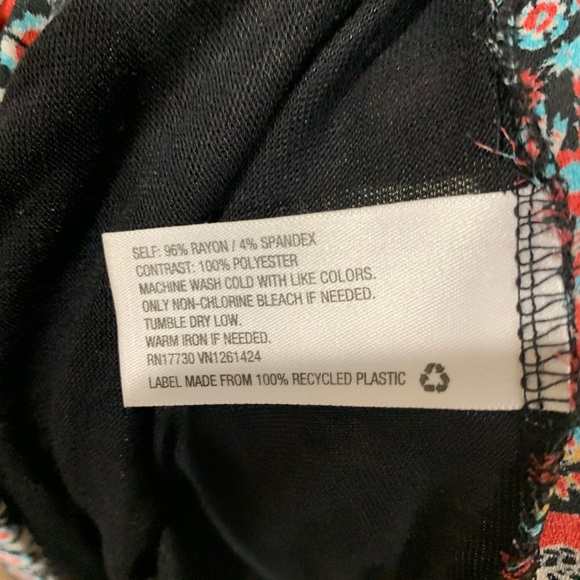 SELF: 96% RAYON / 4% SPANDEX
CONTRAST: 100% POLYESTER
MACHINE WASH COLD WITH LIKE COLORS.
ONLY NON-CHLORINE BLEACH IF NEEDED.
TUMBLE DRY LOW.
WARM IRON IF NEEDED.
RN17730 VN1261424
LABEL MADE FROM 100% RECYCLED PLASTIC